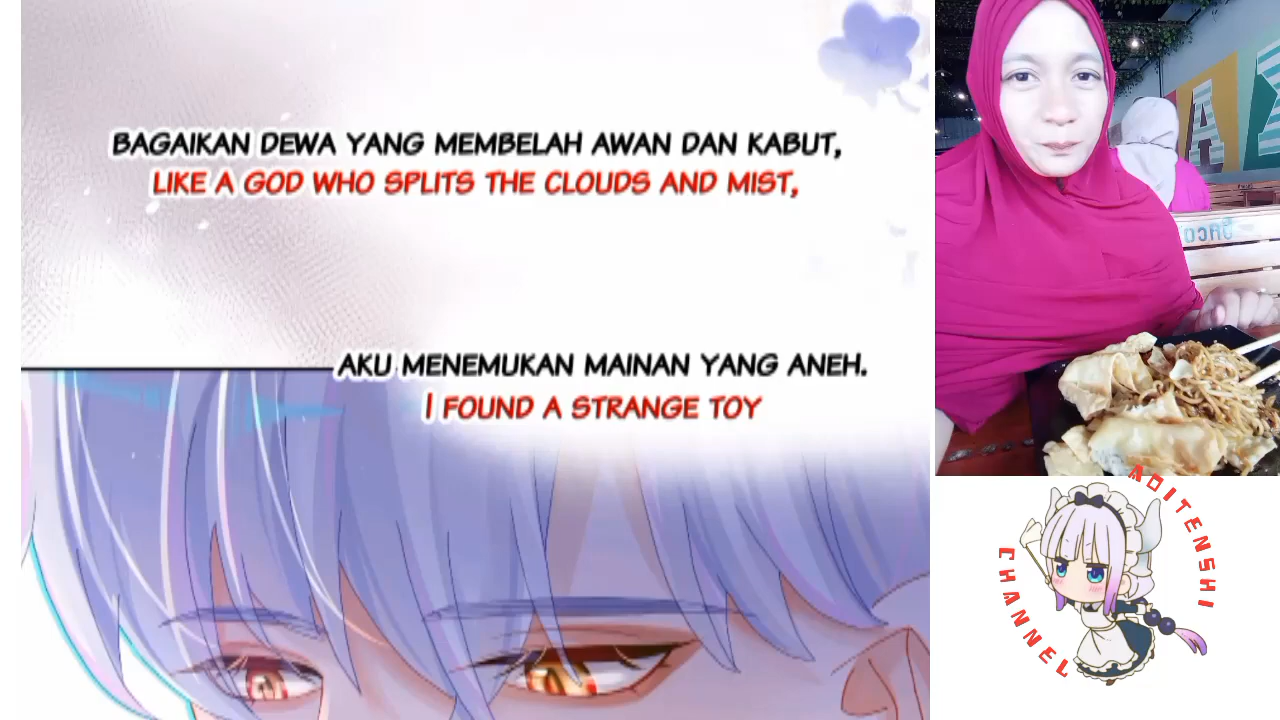 BAGAIKAN DEWA YANG MEMBELAH AWAN DAN KABUT,
LIKE A GOD WHO SPLITS THE CLOUDS AND MIST,
AKU MENEMUKAN MAINAN YANG ANEH.
I FOUND A STRANGE TOY
AOITENSHI
CHANNEL